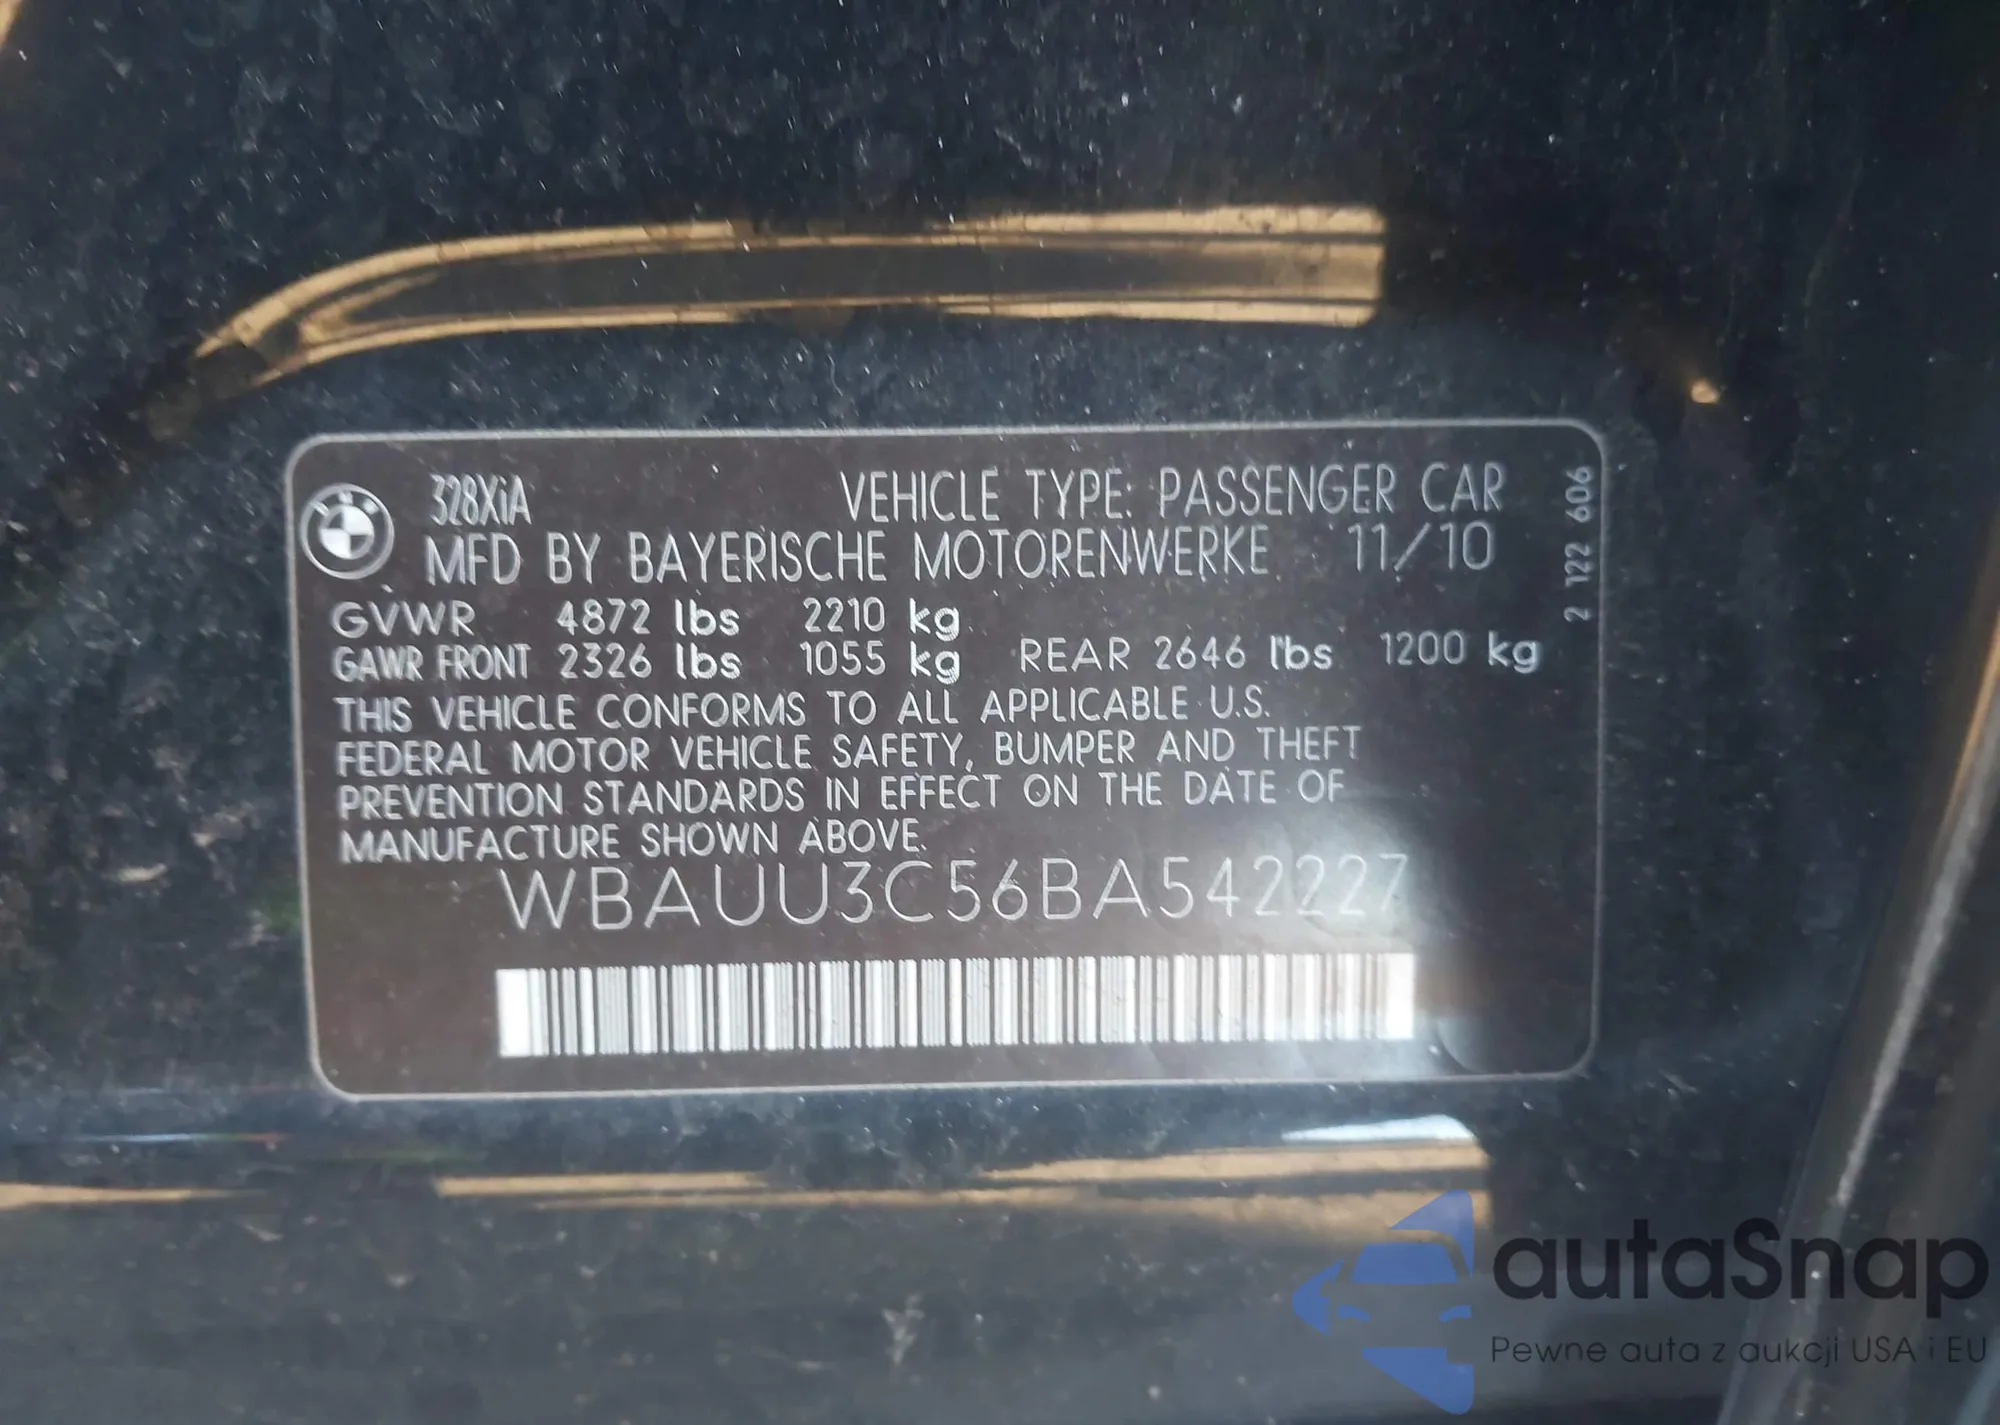 328XiA VEHICLE TYPE: PASSENGER CAR
MFD BY BAYERISCHE MOTORENWERKE 11/10
GVWR 4872 lbs 2210 kg
GAWR FRONT 2326 lbs 1055 kg REAR 2646 lbs 1200 kg
THIS VEHICLE CONFORMS TO ALL APPLICABLE U.S.
FEDERAL MOTOR VEHICLE SAFETY, BUMPER AND THEFT
PREVENTION STANDARDS IN EFFECT ON THE DATE OF
MANUFACTURE SHOWN ABOVE.
WBAUU3C56BA542227
2 122 606
autaSnap
Pewne auta z aukcji USA i EU